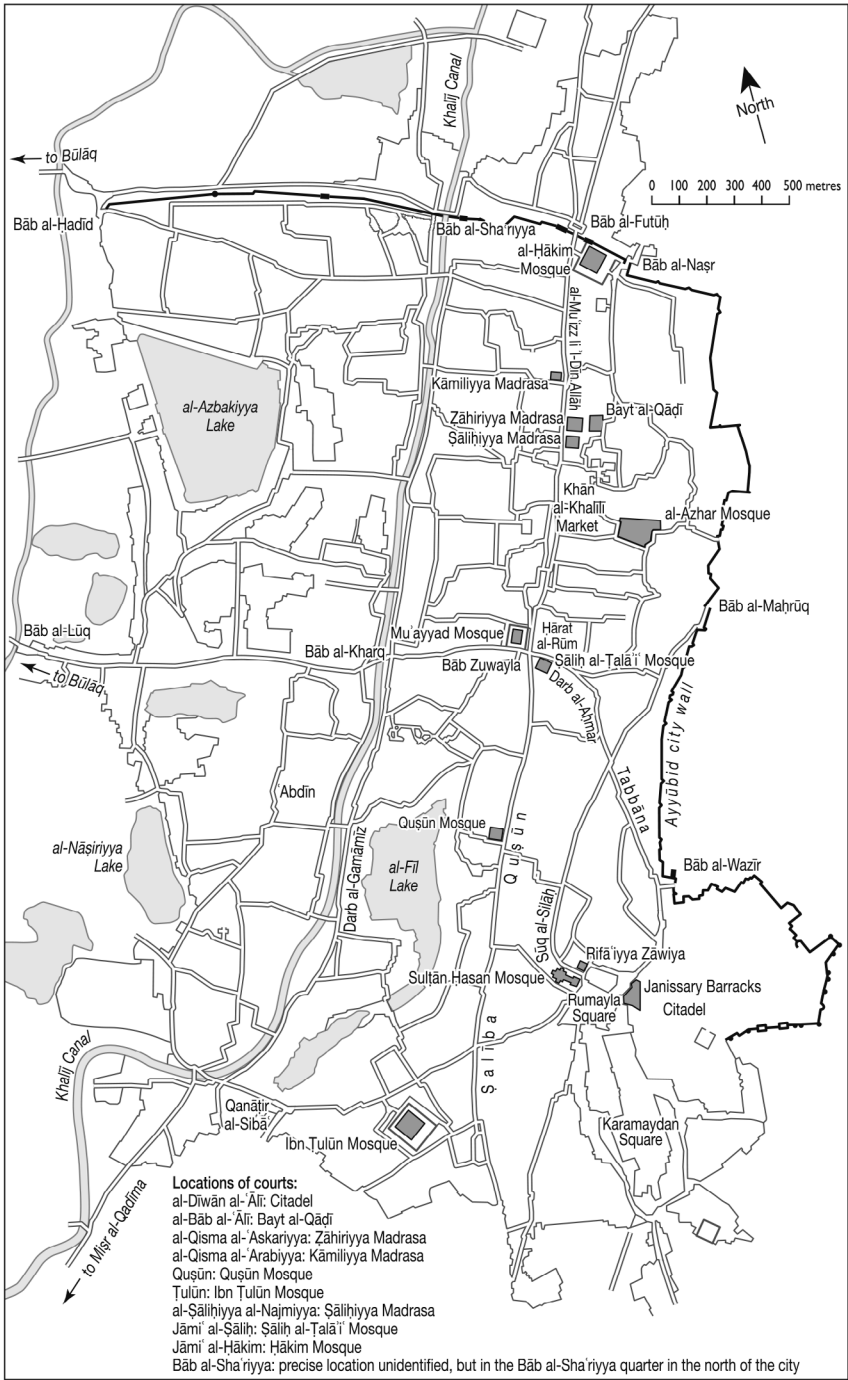 Khalīj Canal
North
to Būlāq
0 100 200 300 400 500 metres
Bāb al-Ḥadīd
Bāb al-Shaʿriyya
Bāb al-Futūḥ
al-Ḥākim
Mosque
Bāb al-Naṣr
al-Muʿizz li ʾl-Dīn Allāh
al-Azbakiyya
Lake
Kāmiliyya Madrasa
Ẓāhiriyya Madrasa
Bayt al-Qāḍī
Ṣāliḥiyya Madrasa
Khān
al-Khalīlī
Market
al-Azhar Mosque
Bāb al-Maḥrūq
Bāb al-Lūq
to Būlāq
Bāb al-Kharq
Muʾayyad Mosque
Ḥārat
al-Rūm
Bāb Zuwayla
Ṣāliḥ al-Ṭalāʾiʿ Mosque
Darb al-Aḥmar
Ayyūbid city wall
Tabbāna
ʿAbdīn
Quṣūn Mosque
Quṣūn
al-Nāṣiriyya
Lake
al-Fīl
Lake
Darb al-Gamāmīz
Bāb al-Wazīr
Sūq al-Silāḥ
Rifāʿiyya Zāwiya
Sulṭān Ḥasan Mosque
Rumayla
Square
Janissary Barracks
Citadel
Ṣalība
Khalīj Canal
Qanāṭir
al-Sibāʿ
Ibn Ṭulūn Mosque
Karamaydan
Square
to Miṣr al-Qadīma
Locations of courts:
al-Dīwān al-ʿĀlī: Citadel
al-Bāb al-ʿĀlī: Bayt al-Qāḍī
al-Qisma al-ʿAskariyya: Ẓāhiriyya Madrasa
al-Qisma al-ʿArabiyya: Kāmiliyya Madrasa
Quṣūn: Quṣūn Mosque
Ṭulūn: Ibn Ṭulūn Mosque
al-Ṣāliḥiyya al-Najmiyya: Ṣāliḥiyya Madrasa
Jāmiʿ al-Ṣāliḥ: Ṣāliḥ al-Ṭalāʾiʿ Mosque
Jāmiʿ al-Ḥākim: Ḥākim Mosque
Bāb al-Shaʿriyya: precise location unidentified, but in the Bāb al-Shaʿriyya quarter in the north of the city